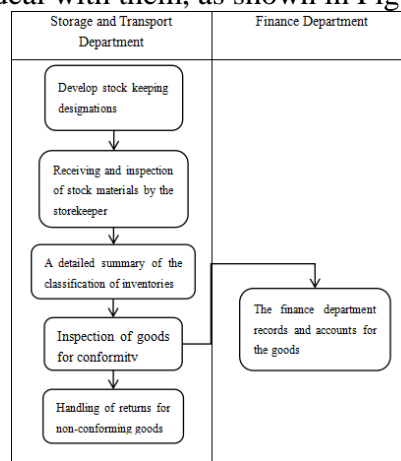 deal with them, as shown in Fig
Storage and Transport
Department
Finance Department
Develop stock keeping
designations
Receiving and inspection
of stock materials by the
storekeeper
A detailed summary of the
classification of inventories
Inspection of goods
for conformity
The finance department
records and accounts for
the goods
Handling of returns for
non-conforming goods